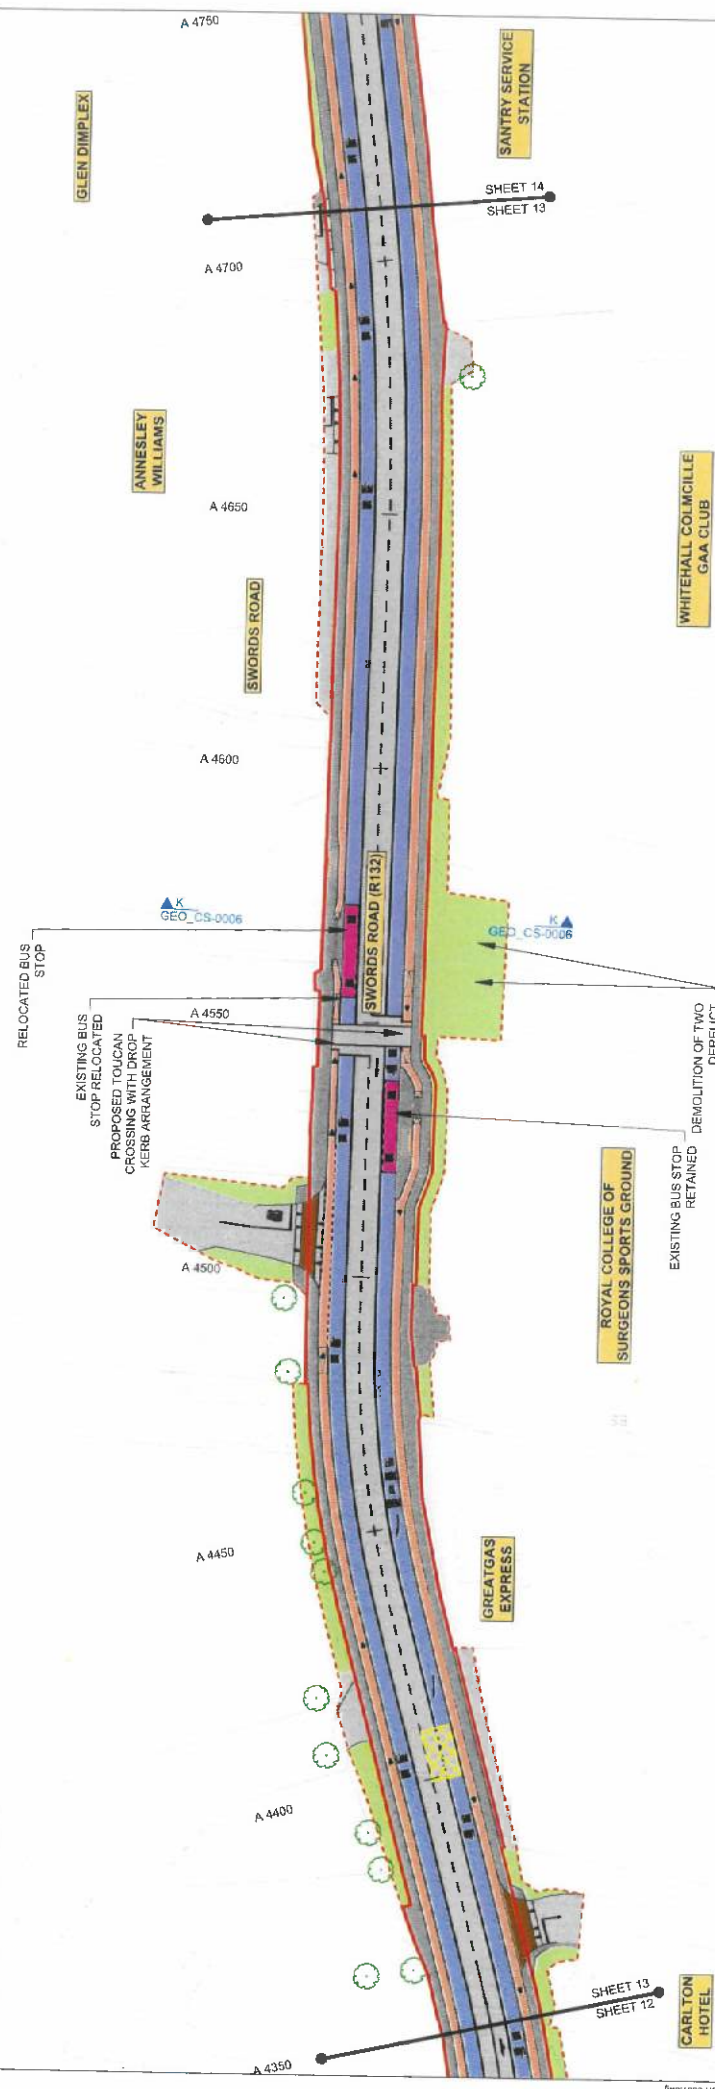 A 4750
SANTRY SERVICE
STATION
GLEN DIMPLEX
SHEET 14
SHEET 13
A 4700
ANNESLEY
WILLIAMS
WHITEHALL COLMCILLE
GAA CLUB
A 4650
SWORDS ROAD
A 4600
SWORDS ROAD (R132)
K
GEO_CS-0006
K
GEO_CS-0006
RELOCATED BUS
STOP
EXISTING BUS
STOP RELOCATED
A 4550
PROPOSED TOUCAN
CROSSING WITH DROP
KERB ARRANGEMENT
DEMOLITION OF TWO
DERELICT
EXISTING BUS STOP
RETAINED
ROYAL COLLEGE OF
SURGEONS SPORTS GROUND
A 4500
A 4450
GREATGAS
EXPRESS
A 4400
SHEET 13
SHEET 12
CARLTON
HOTEL
A 4350